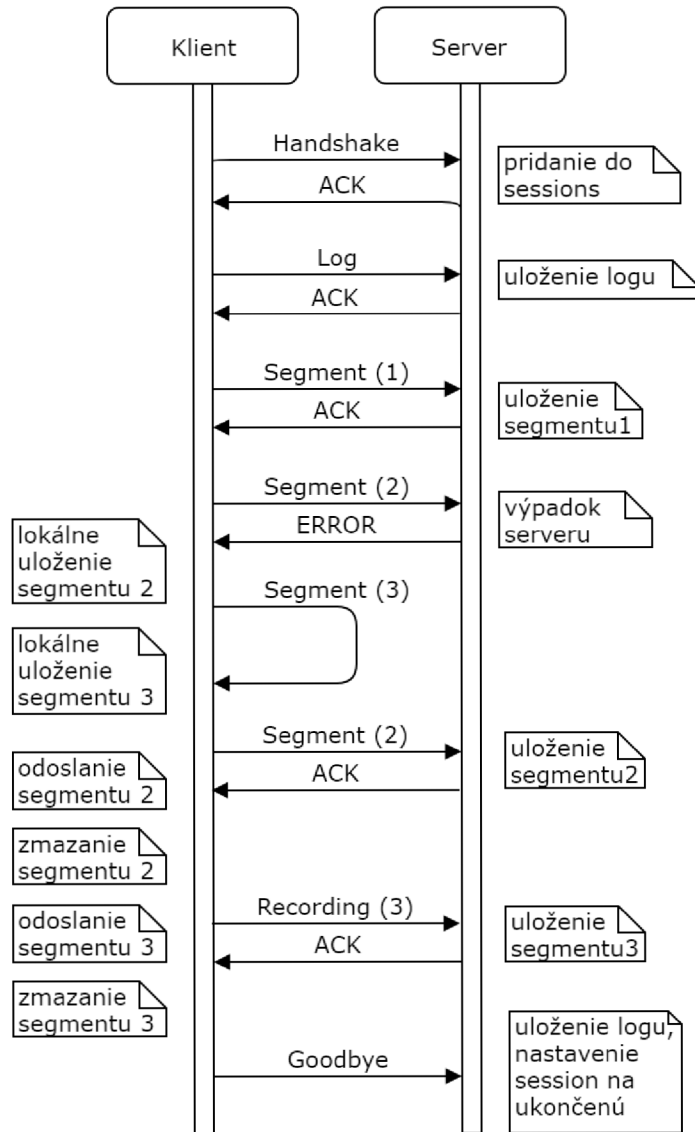 Klient
Server
Handshake
pridanie do
sessions
ACK
Log
uloženie logu
ACK
Segment (1)
uloženie
segmentu1
ACK
Segment (2)
výpadok
serveru
ERROR
lokálne
uloženie
segmentu 2
Segment (3)
lokálne
uloženie
segmentu 3
Segment (2)
uloženie
segmentu2
odoslanie
segmentu 2
ACK
zmazanie
segmentu 2
Recording (3)
uloženie
segmentu3
odoslanie
segmentu 3
ACK
zmazanie
segmentu 3
Goodbye
uloženie logu,
nastavenie
session na
ukončenú